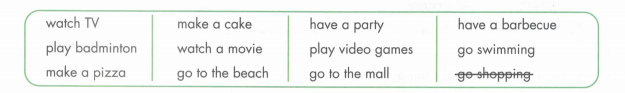 watch TV make a cake have a party have a barbecue
play badminton watch a movie play video games go swimming
make a pizza go to the beach go to the mall go shopping